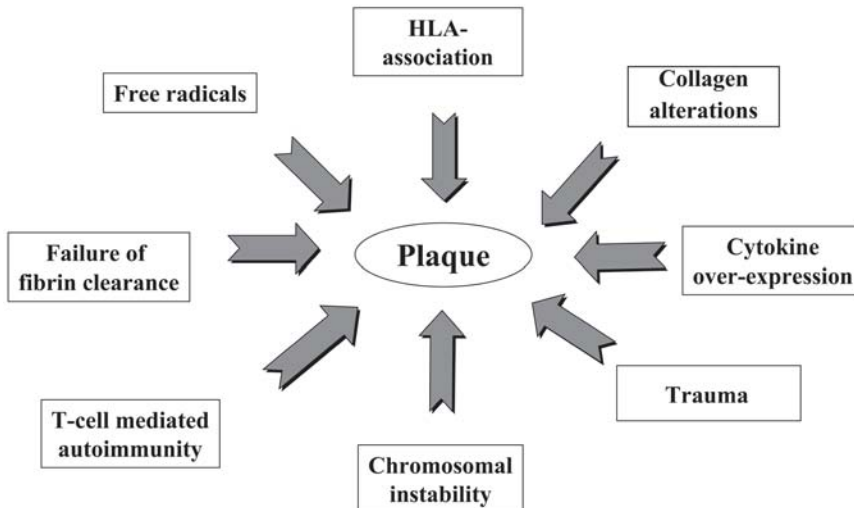 HLA-
association
Free radicals
Collagen
alterations
Failure of
fibrin clearance
Plaque
Cytokine
over-expression
T-cell mediated
autoimmunity
Trauma
Chromosomal
instability